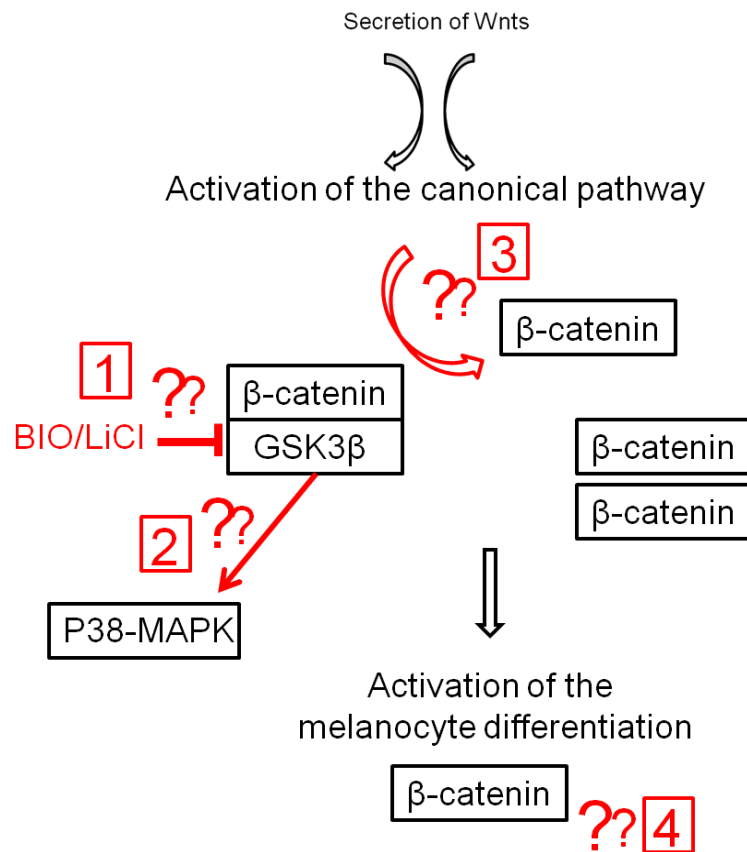 Secretion of Wnts
Activation of the canonical pathway
3
??
β-catenin
1
??
β-catenin
BIO/LiCl
GSK3β
β-catenin
β-catenin
2
??
P38-MAPK
Activation of the
melanocyte differentiation
β-catenin
??
4